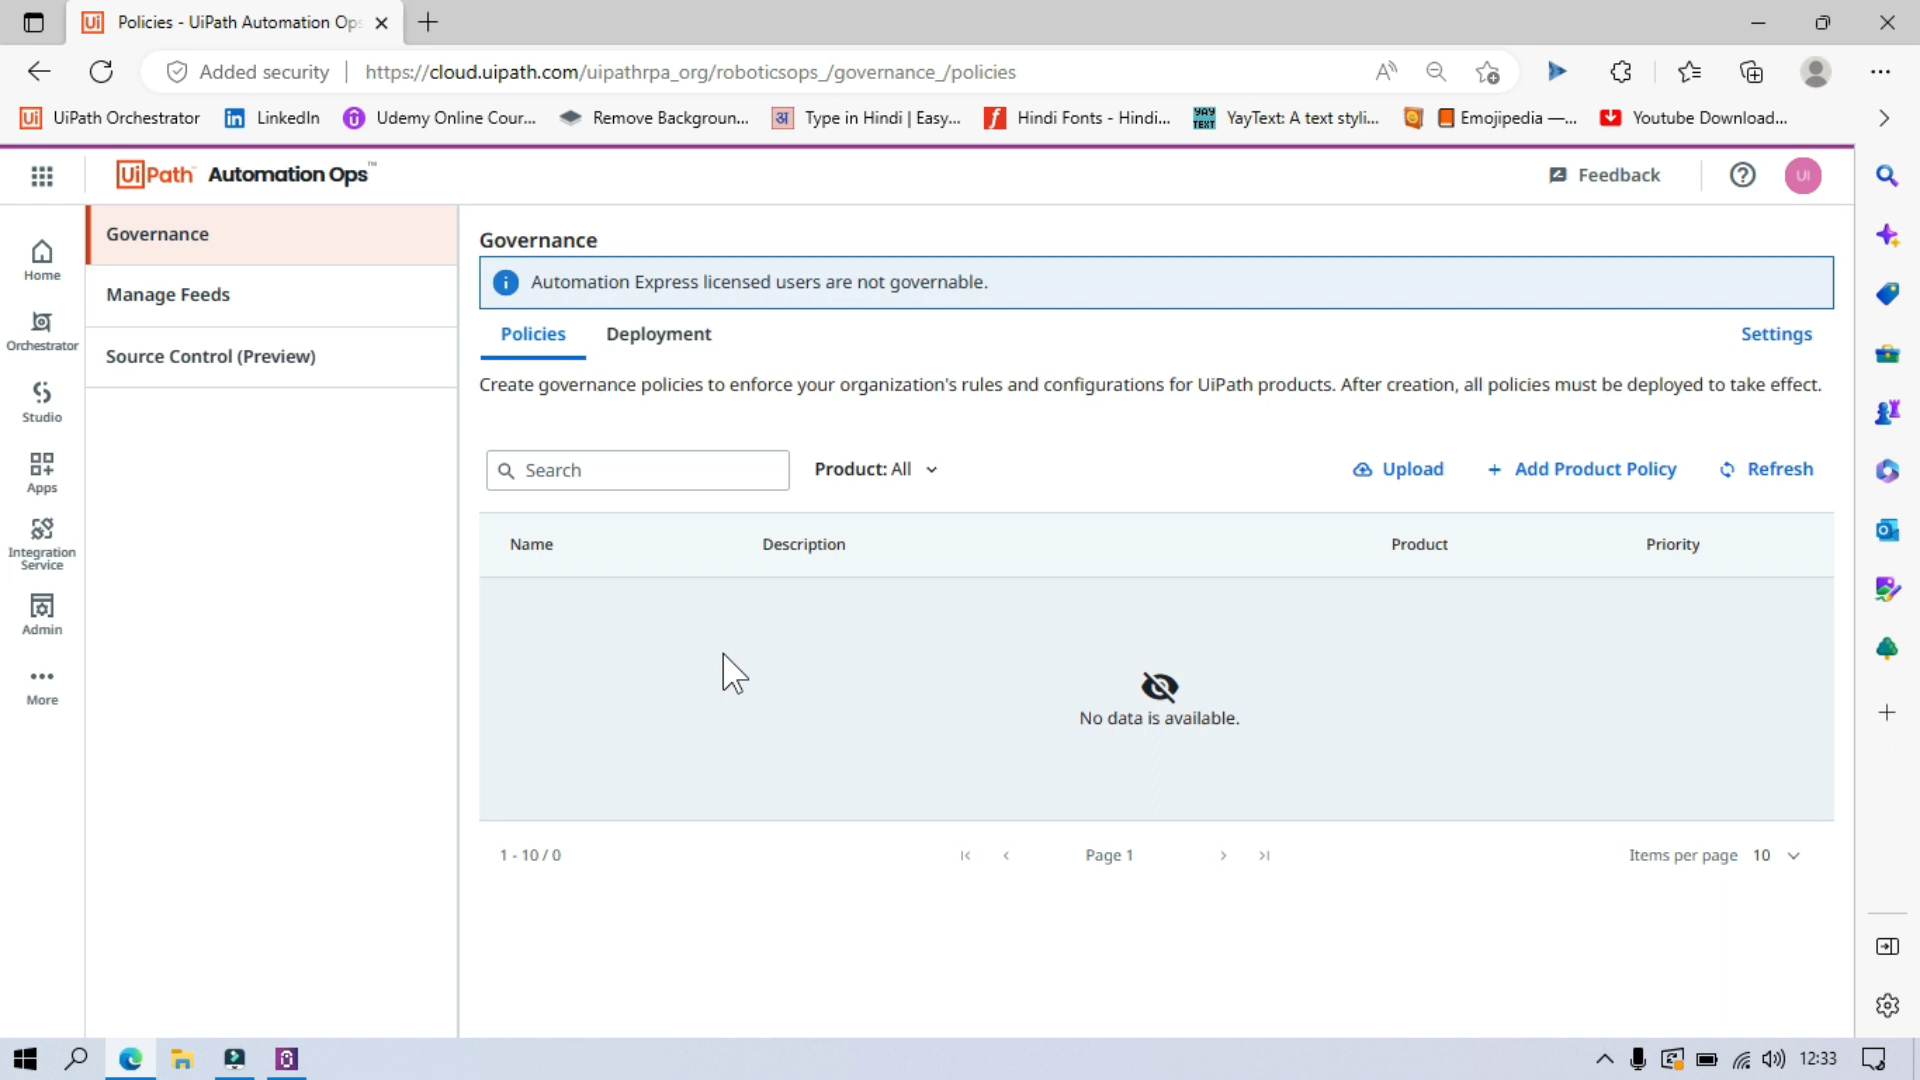 Policies - UiPath Automation Op
Added security
https://cloud.uipath.com/uipathrpa_org/roboticsops_/governance_/policies
UiPath Orchestrator
LinkedIn
Udemy Online Cour...
Remove Backgroun...
Type in Hindi | Easy...
Hindi Fonts - Hindi...
YayText: A text styli...
Emojipedia —...
Youtube Download...
UiPath Automation Ops™
Feedback
UI
Home
Orchestrator
Studio
Apps
Integration
Service
Admin
More
Governance
Manage Feeds
Source Control (Preview)
Governance
Automation Express licensed users are not governable.
Policies
Deployment
Settings
Create governance policies to enforce your organization's rules and configurations for UiPath products. After creation, all policies must be deployed to take effect.
Search
Product: All
Upload
+ Add Product Policy
Refresh
Name
Description
Product
Priority
No data is available.
1 - 10 / 0
Page 1
Items per page 10
12:33